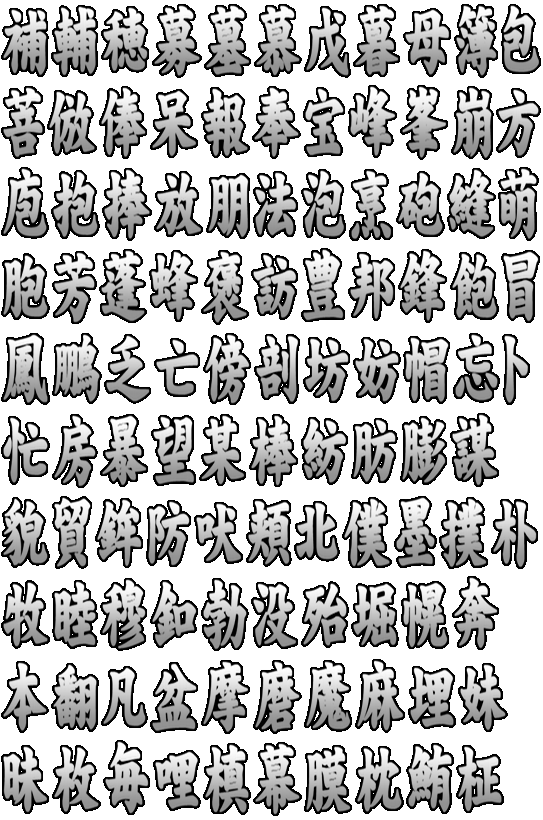 補輔穂募墓慕戊暮母簿包
菩倣俸呆報奉宝峰峯崩方
庖抱捧放朋法泡烹砲縫萌
胞芳蓬蜂褒訪豊邦鋒飽冒
鳳鵬乏亡傍剖坊妨帽忘卜
忙房暴望某棒紡肪膨謀
貌貿鉾防吠頬北僕墨撲朴
牧睦穆釦勃没殆堀幌奔
本翻凡盆摩磨魔麻埋妹
昧枚毎哩槙幕膜枕鮪柾